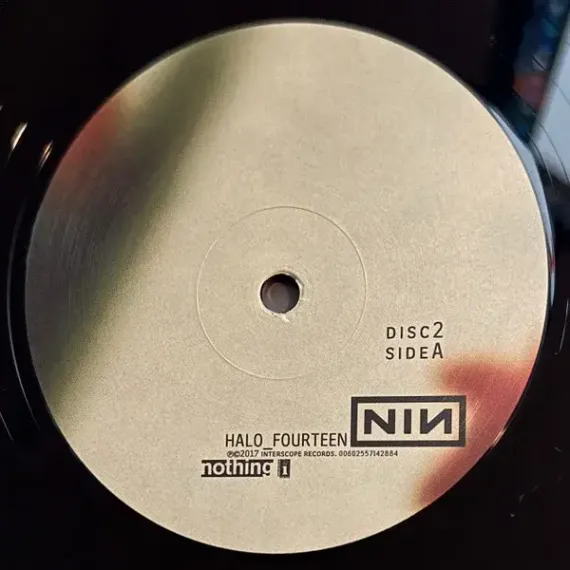 DISC2
SIDEA
NIN
HALO_FOURTEEN
℗©2017 INTERSCOPE RECORDS. 00602557142884
nothing i